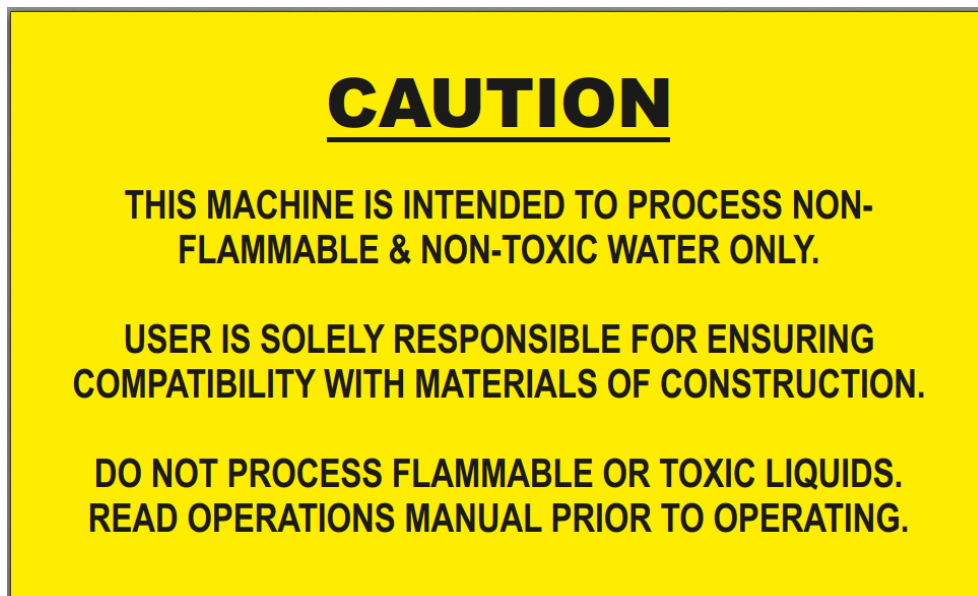 CAUTION
THIS MACHINE IS INTENDED TO PROCESS NON-
FLAMMABLE & NON-TOXIC WATER ONLY.
USER IS SOLELY RESPONSIBLE FOR ENSURING
COMPATIBILITY WITH MATERIALS OF CONSTRUCTION.
DO NOT PROCESS FLAMMABLE OR TOXIC LIQUIDS.
READ OPERATIONS MANUAL PRIOR TO OPERATING.